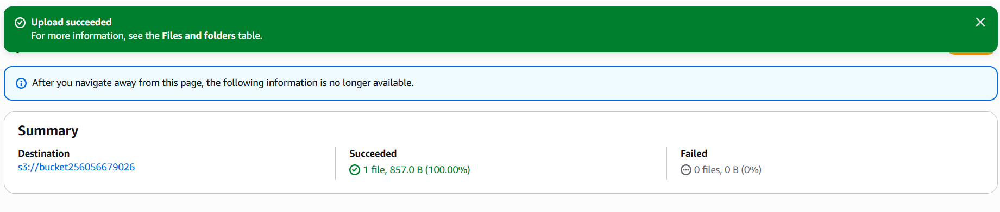 Upload succeeded
For more information, see the Files and folders table.
After you navigate away from this page, the following information is no longer available.
Summary
Destination
s3://bucket256056679026
Succeeded
1 file, 857.0 B (100.00%)
Failed
0 files, 0 B (0%)